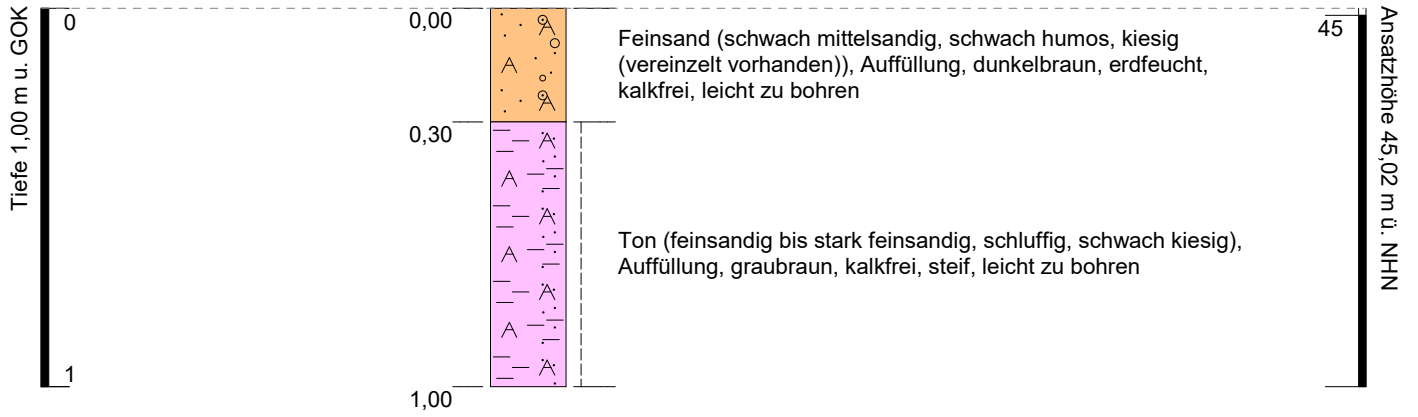 Tiefe 1,00 m u. GOK
0
1
0,00
0,30
1,00
Feinsand (schwach mittelsandig, schwach humos, kiesig
(vereinzelt vorhanden)), Auffüllung, dunkelbraun, erdfeucht,
kalkfrei, leicht zu bohren
Ton (feinsandig bis stark feinsandig, schluffig, schwach kiesig),
Auffüllung, graubraun, kalkfrei, steif, leicht zu bohren
45
Ansatzhöhe 45,02 m ü. NHN